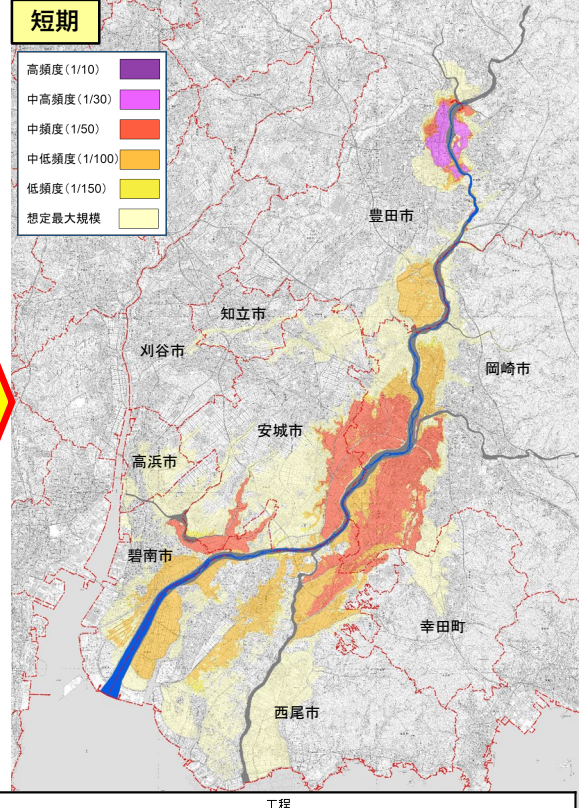 短期
高頻度(1/10)
中高頻度(1/30)
中頻度(1/50)
中低頻度(1/100)
低頻度(1/150)
想定最大規模
豊田市
知立市
刈谷市
岡崎市
安城市
高浜市
碧南市
幸田町
西尾市
工程